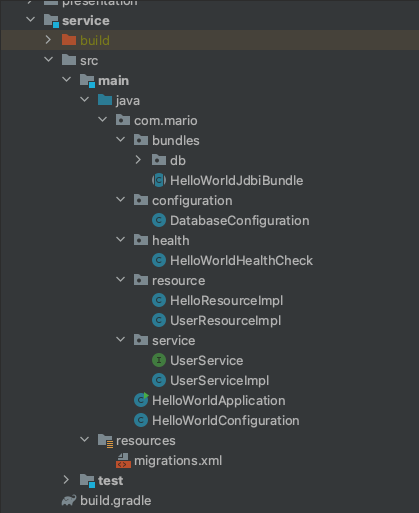 presentation
service
build
src
main
java
com.mario
bundles
db
HelloWorldJdbiBundle
configuration
DatabaseConfiguration
health
HelloWorldHealthCheck
resource
HelloResourceImpl
UserResourceImpl
service
UserService
UserServiceImpl
HelloWorldApplication
HelloWorldConfiguration
resources
migrations.xml
test
build.gradle